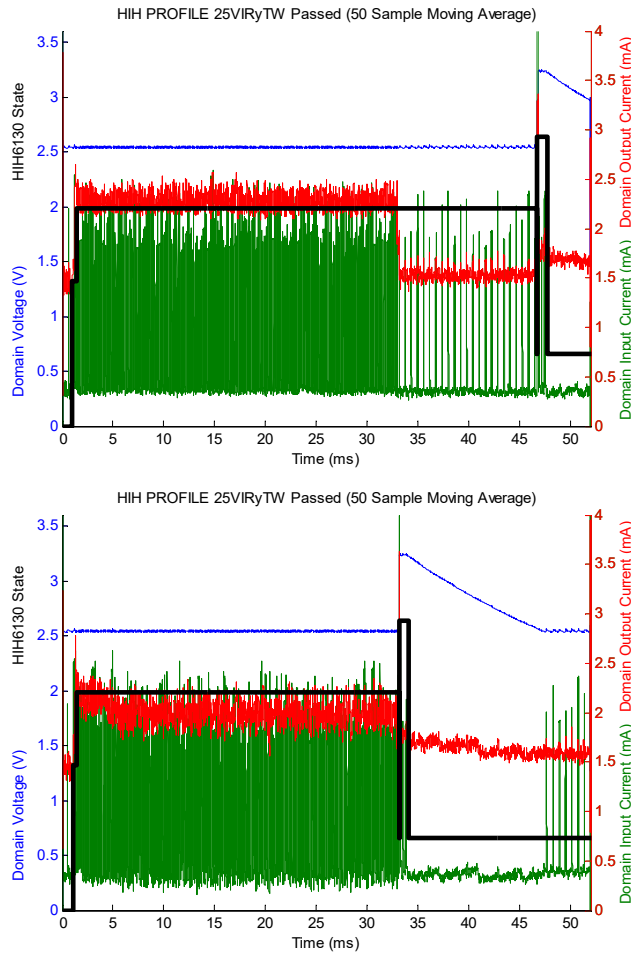 HIH PROFILE 25VIRyTW Passed (50 Sample Moving Average)
3.5
3
2.5
2
1.5
1
0.5
0
HIH6130 State
Domain Voltage (V)
4
3.5
3
2.5
2
1.5
1
0.5
0
Domain Output Current (mA)
Domain Input Current (mA)
0 5 10 15 20 25 30 35 40 45 50
Time (ms)
HIH PROFILE 25VIRyTW Passed (50 Sample Moving Average)
3.5
3
2.5
2
1.5
1
0.5
0
HIH6130 State
Domain Voltage (V)
4
3.5
3
2.5
2
1.5
1
0.5
0
Domain Output Current (mA)
Domain Input Current (mA)
0 5 10 15 20 25 30 35 40 45 50
Time (ms)